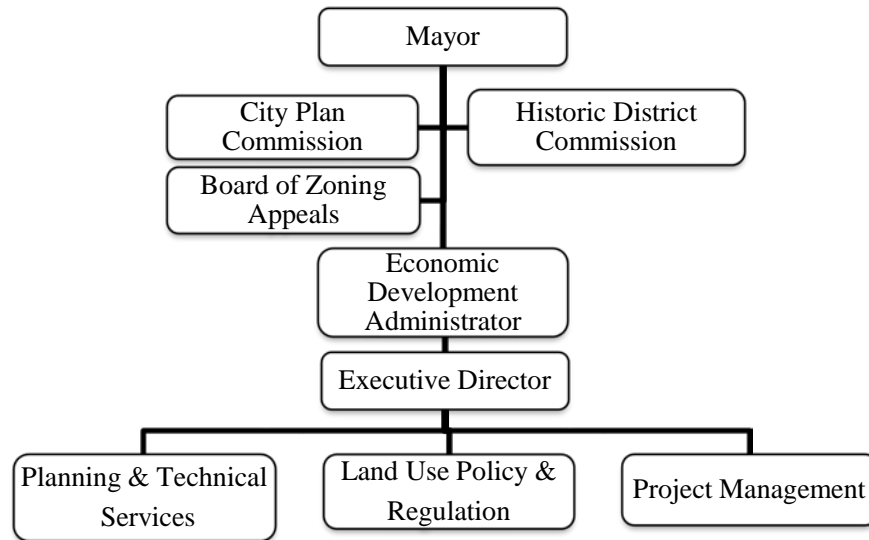 Mayor
City Plan
Commission
Historic District
Commission
Board of Zoning
Appeals
Economic
Development
Administrator
Executive Director
Planning & Technical
Services
Land Use Policy &
Regulation
Project Management